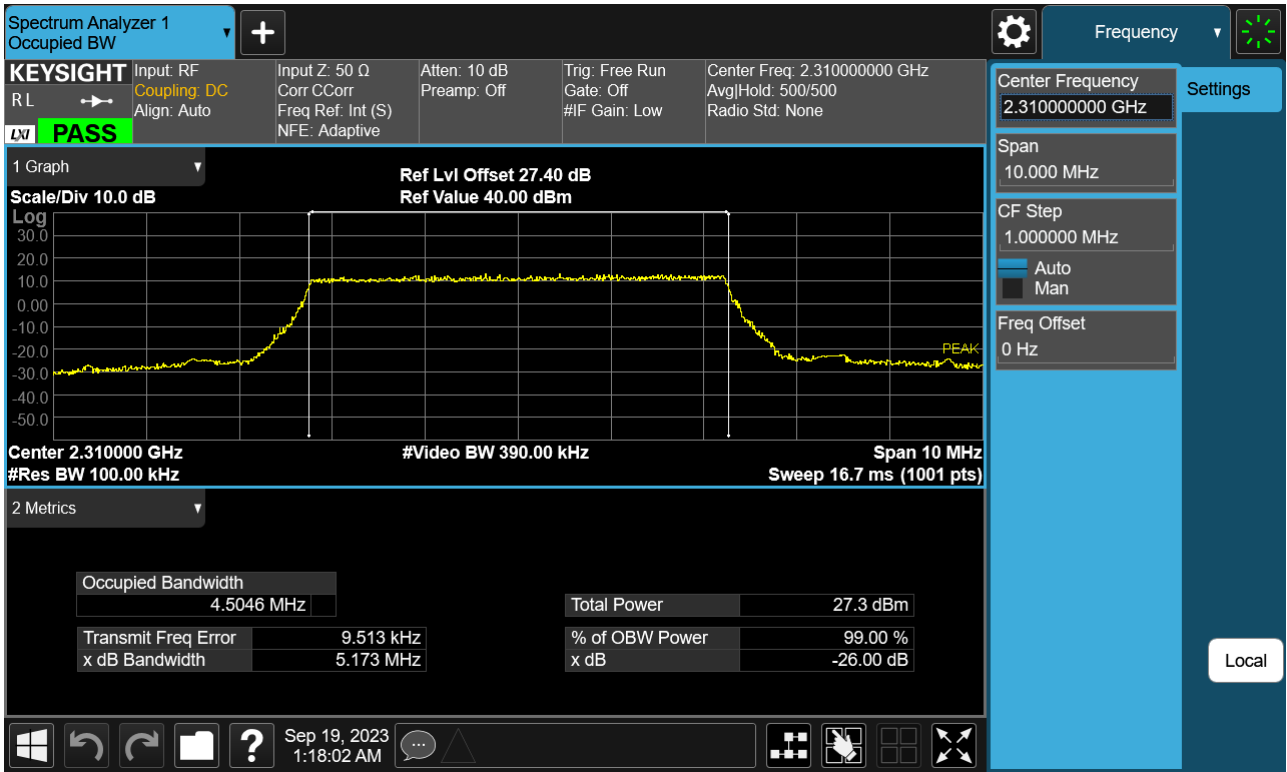 Spectrum Analyzer 1
Occupied BW
Frequency
KEYSIGHT
R L
LXI
PASS
Input: RF
Coupling: DC
Align: Auto
Input Z: 50 Ω
Corr CCorr
Freq Ref: Int (S)
NFE: Adaptive
Atten: 10 dB
Preamp: Off
Trig: Free Run
Gate: Off
#IF Gain: Low
Center Freq: 2.310000000 GHz
Avg|Hold: 500/500
Radio Std: None
Center Frequency
2.310000000 GHz
Settings
Span
10.000 MHz
CF Step
1.000000 MHz
Auto
Man
Freq Offset
0 Hz
Local
1 Graph
Ref Lvl Offset 27.40 dB
Scale/Div 10.0 dB
Ref Value 40.00 dBm
Log
30.0
20.0
10.0
0.00
-10.0
-20.0
-30.0
-40.0
-50.0
PEAK
Center 2.310000 GHz
#Video BW 390.00 kHz
Span 10 MHz
#Res BW 100.00 kHz
Sweep 16.7 ms (1001 pts)
2 Metrics
Occupied Bandwidth
4.5046 MHz
Total Power 27.3 dBm
Transmit Freq Error 9.513 kHz
% of OBW Power 99.00 %
x dB Bandwidth 5.173 MHz
x dB -26.00 dB
?
Sep 19, 2023
1:18:02 AM